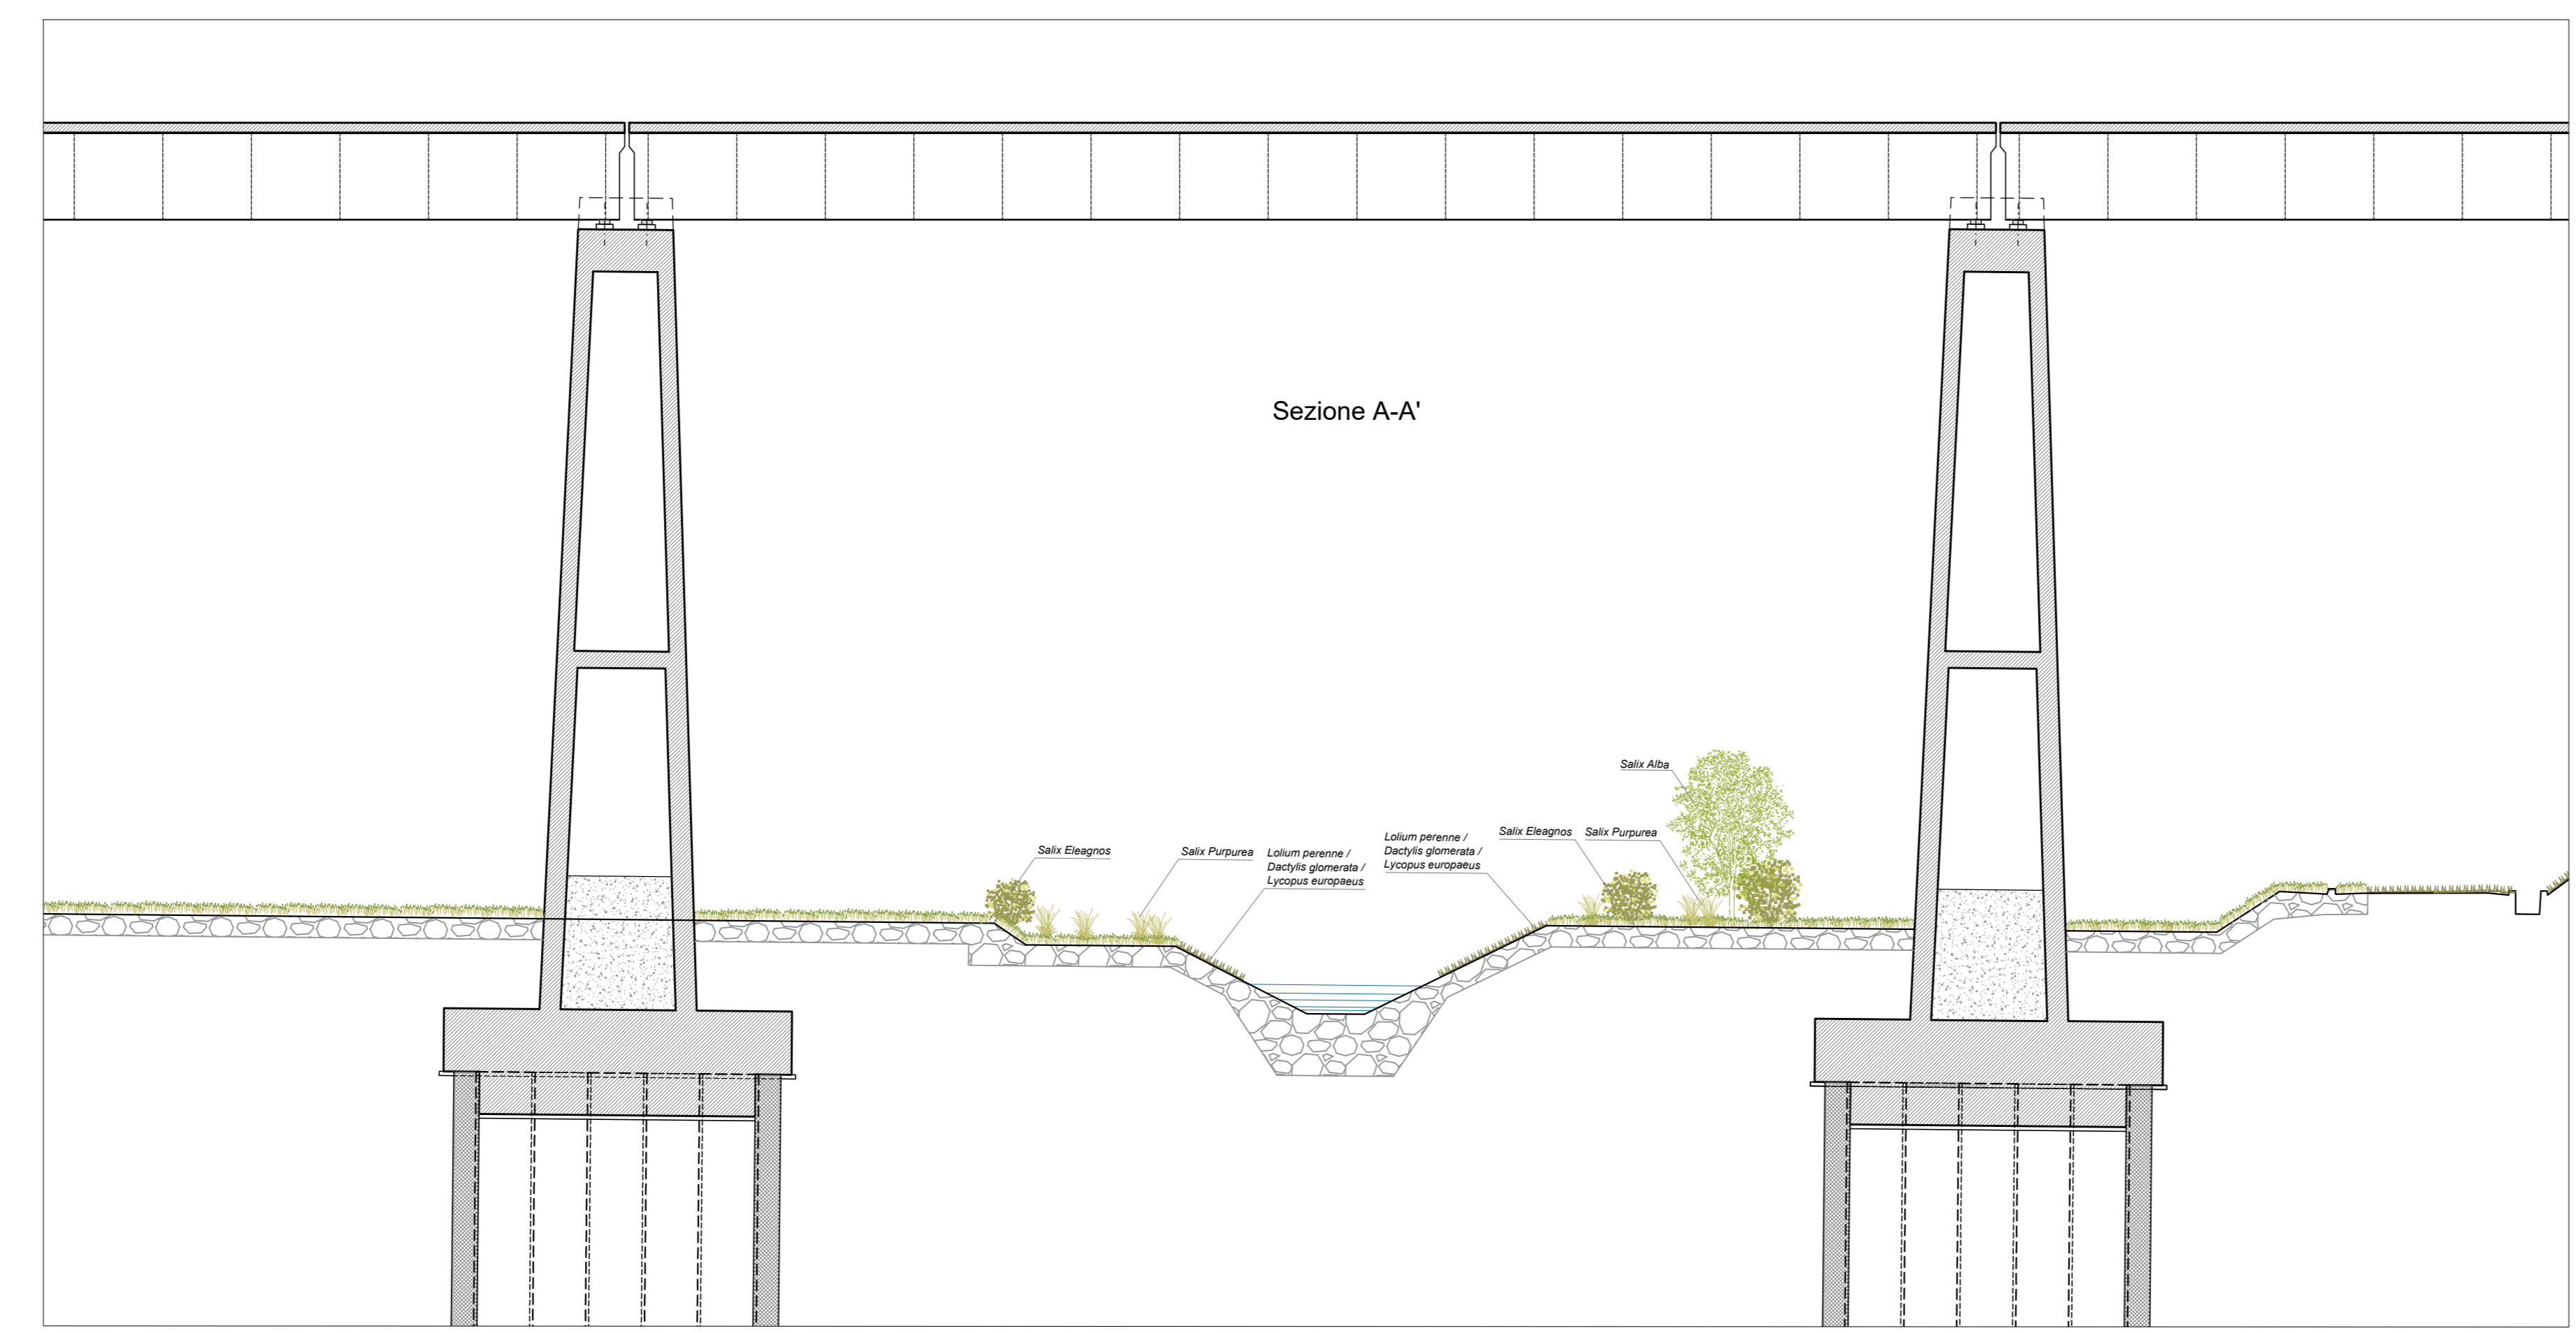 Sezione A-A'
Salix Alba
Salix Eleagnos
Salix Purpurea
Lolium perenne /
Dactylis glomerata /
Lycopus europaeus
Lolium perenne /
Dactylis glomerata /
Lycopus europaeus
Salix Eleagnos
Salix Purpurea